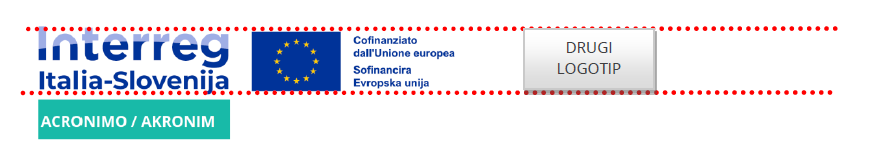 Interreg
Italia-Slovenija
Cofinanziato
dall'Unione europea
Sofinancira
Evropska unija
DRUGI
LOGOTIP
ACRONIMO / AKRONIM